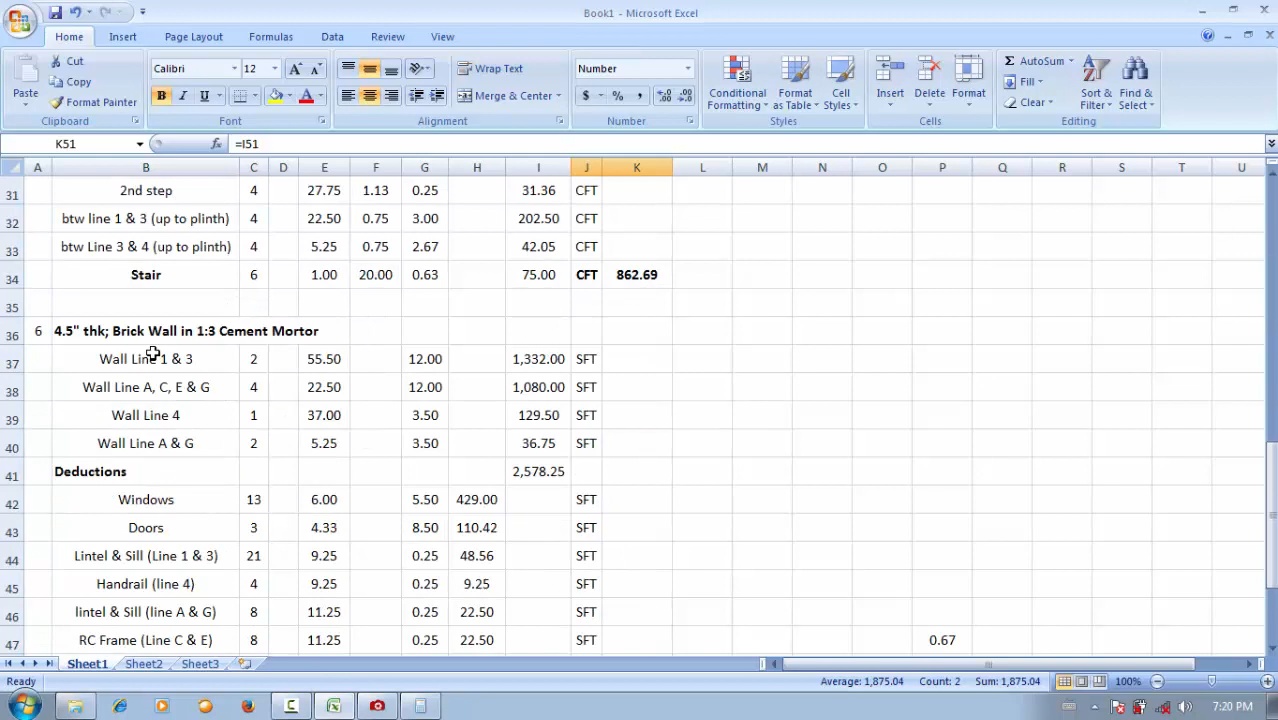 Book1 - Microsoft Excel
Home Insert Page Layout Formulas Data Review View
Paste Cut Copy Format Painter Clipboard
Calibri 12 B I U A A A Font
Wrap Text Merge & Center Alignment
Number $ % , Number
Conditional Formatting Format as Table Cell Styles Styles
Insert Delete Format Cells
Σ AutoSum Fill Clear Sort & Filter Find & Select Editing
K51 fx =I51
A B C D E F G H I J K L M N O P Q R S T U
31 2nd step 4 27.75 1.13 0.25 31.36 CFT
32 btw line 1 & 3 (up to plinth) 4 22.50 0.75 3.00 202.50 CFT
33 btw Line 3 & 4 (up to plinth) 4 5.25 0.75 2.67 42.05 CFT
34 Stair 6 1.00 20.00 0.63 75.00 CFT 862.69
35
36 6 4.5" thk; Brick Wall in 1:3 Cement Mortor
37 Wall Line 1 & 3 2 55.50 12.00 1,332.00 SFT
38 Wall Line A, C, E & G 4 22.50 12.00 1,080.00 SFT
39 Wall Line 4 1 37.00 3.50 129.50 SFT
40 Wall Line A & G 2 5.25 3.50 36.75 SFT
41 Deductions 2,578.25
42 Windows 13 6.00 5.50 429.00 SFT
43 Doors 3 4.33 8.50 110.42 SFT
44 Lintel & Sill (Line 1 & 3) 21 9.25 0.25 48.56 SFT
45 Handrail (line 4) 4 9.25 0.25 9.25 SFT
46 lintel & Sill (line A & G) 8 11.25 0.25 22.50 SFT
47 RC Frame (Line C & E) 8 11.25 0.25 22.50 SFT 0.67
Sheet1 Sheet2 Sheet3
Ready Average: 1,875.04 Count: 2 Sum: 1,875.04 100%
7:20 PM